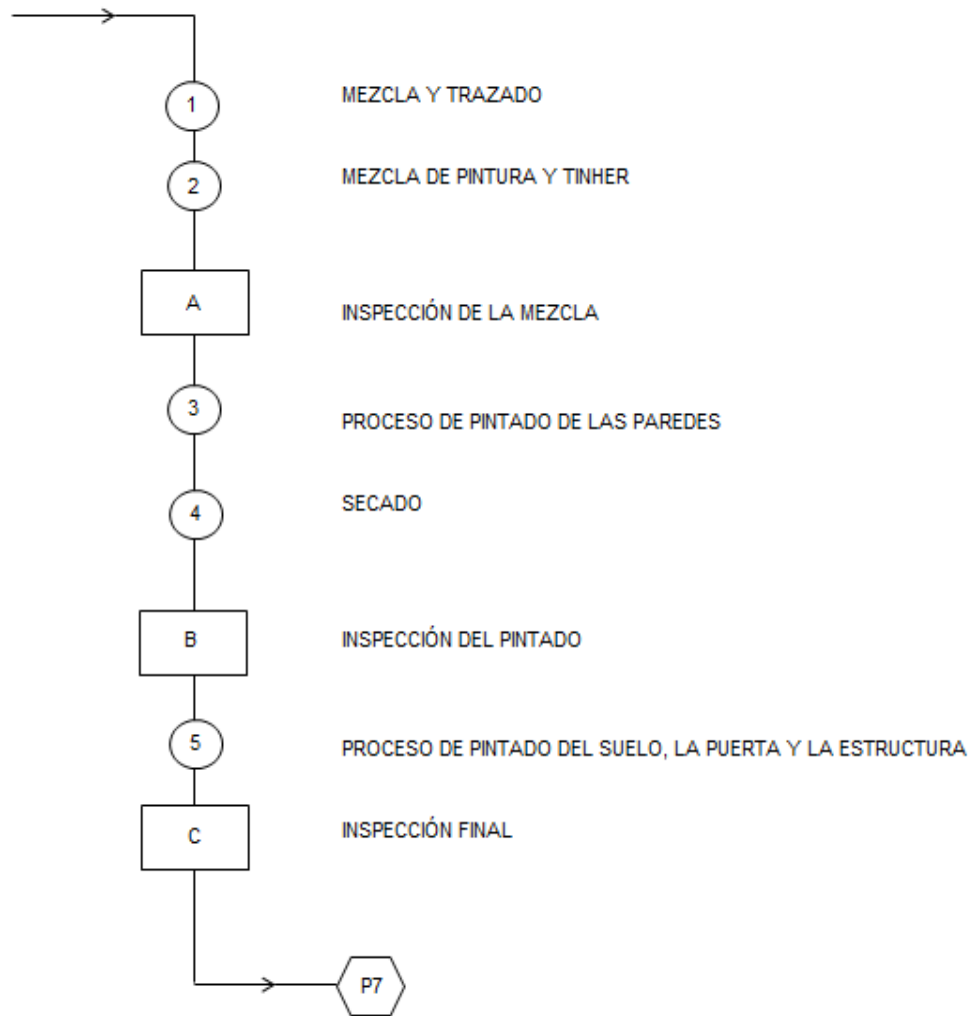 1 MEZCLA Y TRAZADO
2 MEZCLA DE PINTURA Y TINHER
A INSPECCIÓN DE LA MEZCLA
3 PROCESO DE PINTADO DE LAS PAREDES
4 SECADO
B INSPECCIÓN DEL PINTADO
5 PROCESO DE PINTADO DEL SUELO, LA PUERTA Y LA ESTRUCTURA
C INSPECCIÓN FINAL
P7